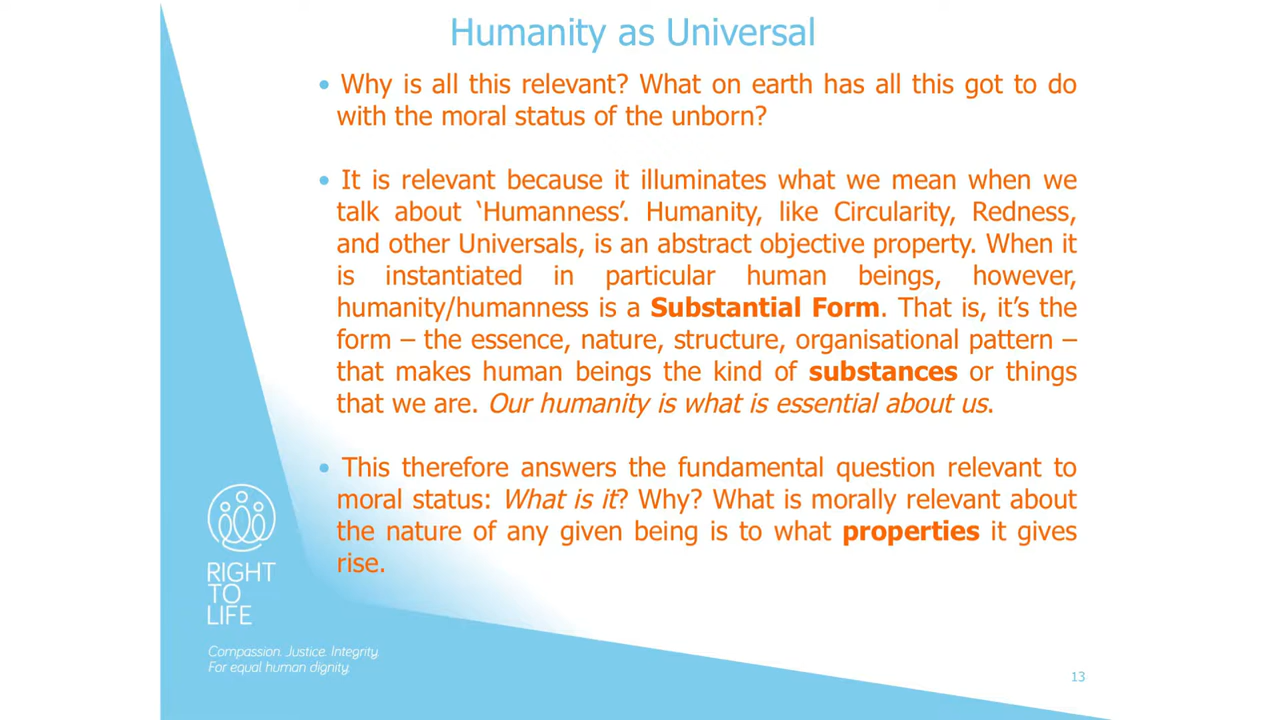 Humanity as Universal
• Why is all this relevant? What on earth has all this got to do
with the moral status of the unborn?
• It is relevant because it illuminates what we mean when we
talk about ‘Humanness’. Humanity, like Circularity, Redness,
and other Universals, is an abstract objective property. When it
is instantiated in particular human beings, however,
humanity/humanness is a Substantial Form. That is, it’s the
form – the essence, nature, structure, organisational pattern –
that makes human beings the kind of substances or things
that we are. Our humanity is what is essential about us.
• This therefore answers the fundamental question relevant to
moral status: What is it? Why? What is morally relevant about
the nature of any given being is to what properties it gives
rise.
RIGHT
TO
LIFE
Compassion. Justice. Integrity.
For equal human dignity.
13